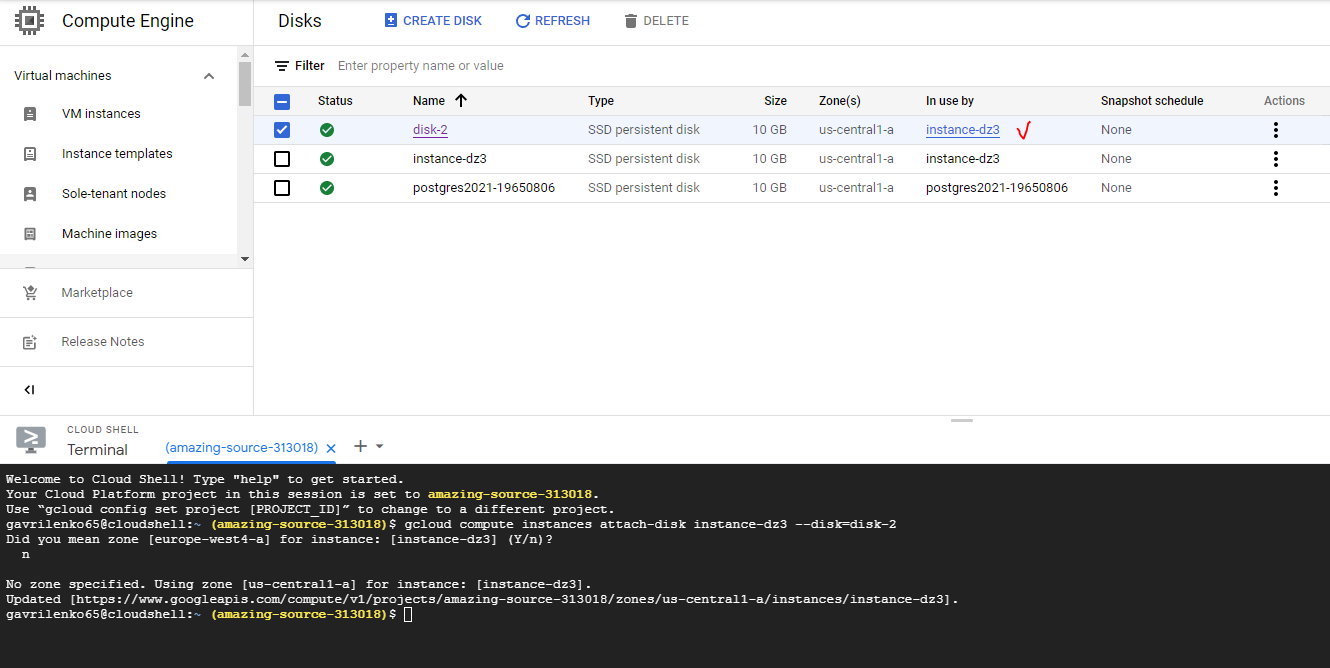 Compute Engine
Disks CREATE DISK REFRESH DELETE
Virtual machines
VM instances
Instance templates
Sole-tenant nodes
Machine images
Marketplace
Release Notes
Filter Enter property name or value
Status Name Type Size Zone(s) In use by Snapshot schedule Actions
disk-2 SSD persistent disk 10 GB us-central1-a instance-dz3 None
instance-dz3 SSD persistent disk 10 GB us-central1-a instance-dz3 None
postgres2021-19650806 SSD persistent disk 10 GB us-central1-a postgres2021-19650806 None
CLOUD SHELL
Terminal (amazing-source-313018)
Welcome to Cloud Shell! Type "help" to get started.
Your Cloud Platform project in this session is set to amazing-source-313018.
Use “gcloud config set project [PROJECT_ID]” to change to a different project.
gavrilenko65@cloudshell:~ (amazing-source-313018)$ gcloud compute instances attach-disk instance-dz3 --disk=disk-2
Did you mean zone [europe-west4-a] for instance: [instance-dz3] (Y/n)?
n
No zone specified. Using zone [us-central1-a] for instance: [instance-dz3].
Updated [https://www.googleapis.com/compute/v1/projects/amazing-source-313018/zones/us-central1-a/instances/instance-dz3].
gavrilenko65@cloudshell:~ (amazing-source-313018)$